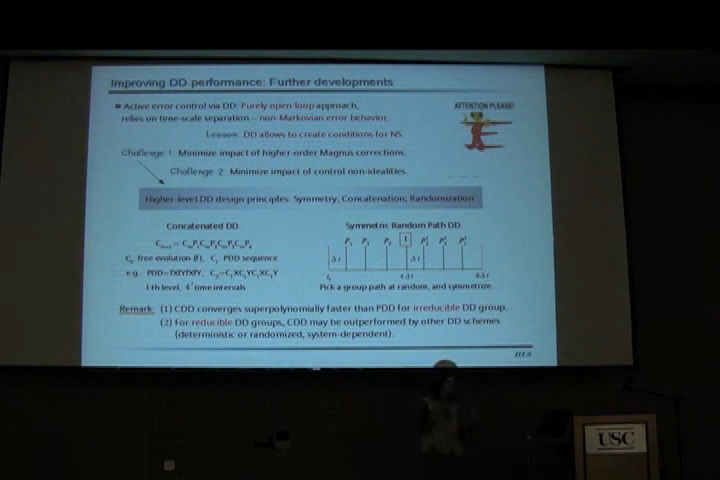 Improving DD performance: Further developments
Active error control via DD: Purely open-loop approach,
relies on time-scale separation – non-Markovian error behavior.
ATTENTION PLEASE!
Lesson: DD allows to create conditions for NS.
Challenge 1: Minimize impact of higher-order Magnus corrections.
Challenge 2: Minimize impact of control non-idealities.
Higher-level DD design principles: Symmetry; Concatenation; Randomization
Concatenated DD
free evolution (f), PDD sequence
e.g., PDD=fXfYfXfY,
l-th level, time intervals
Symmetric Random Path DD
1
Δt
Δt
Pick a group path at random, and symmetrize
Remark: (1) CDD converges superpolynomially faster than PDD for irreducible DD group.
(2) For reducible DD groups, CDD may be outperformed by other DD schemes
(deterministic or randomized, system-dependent).
USC